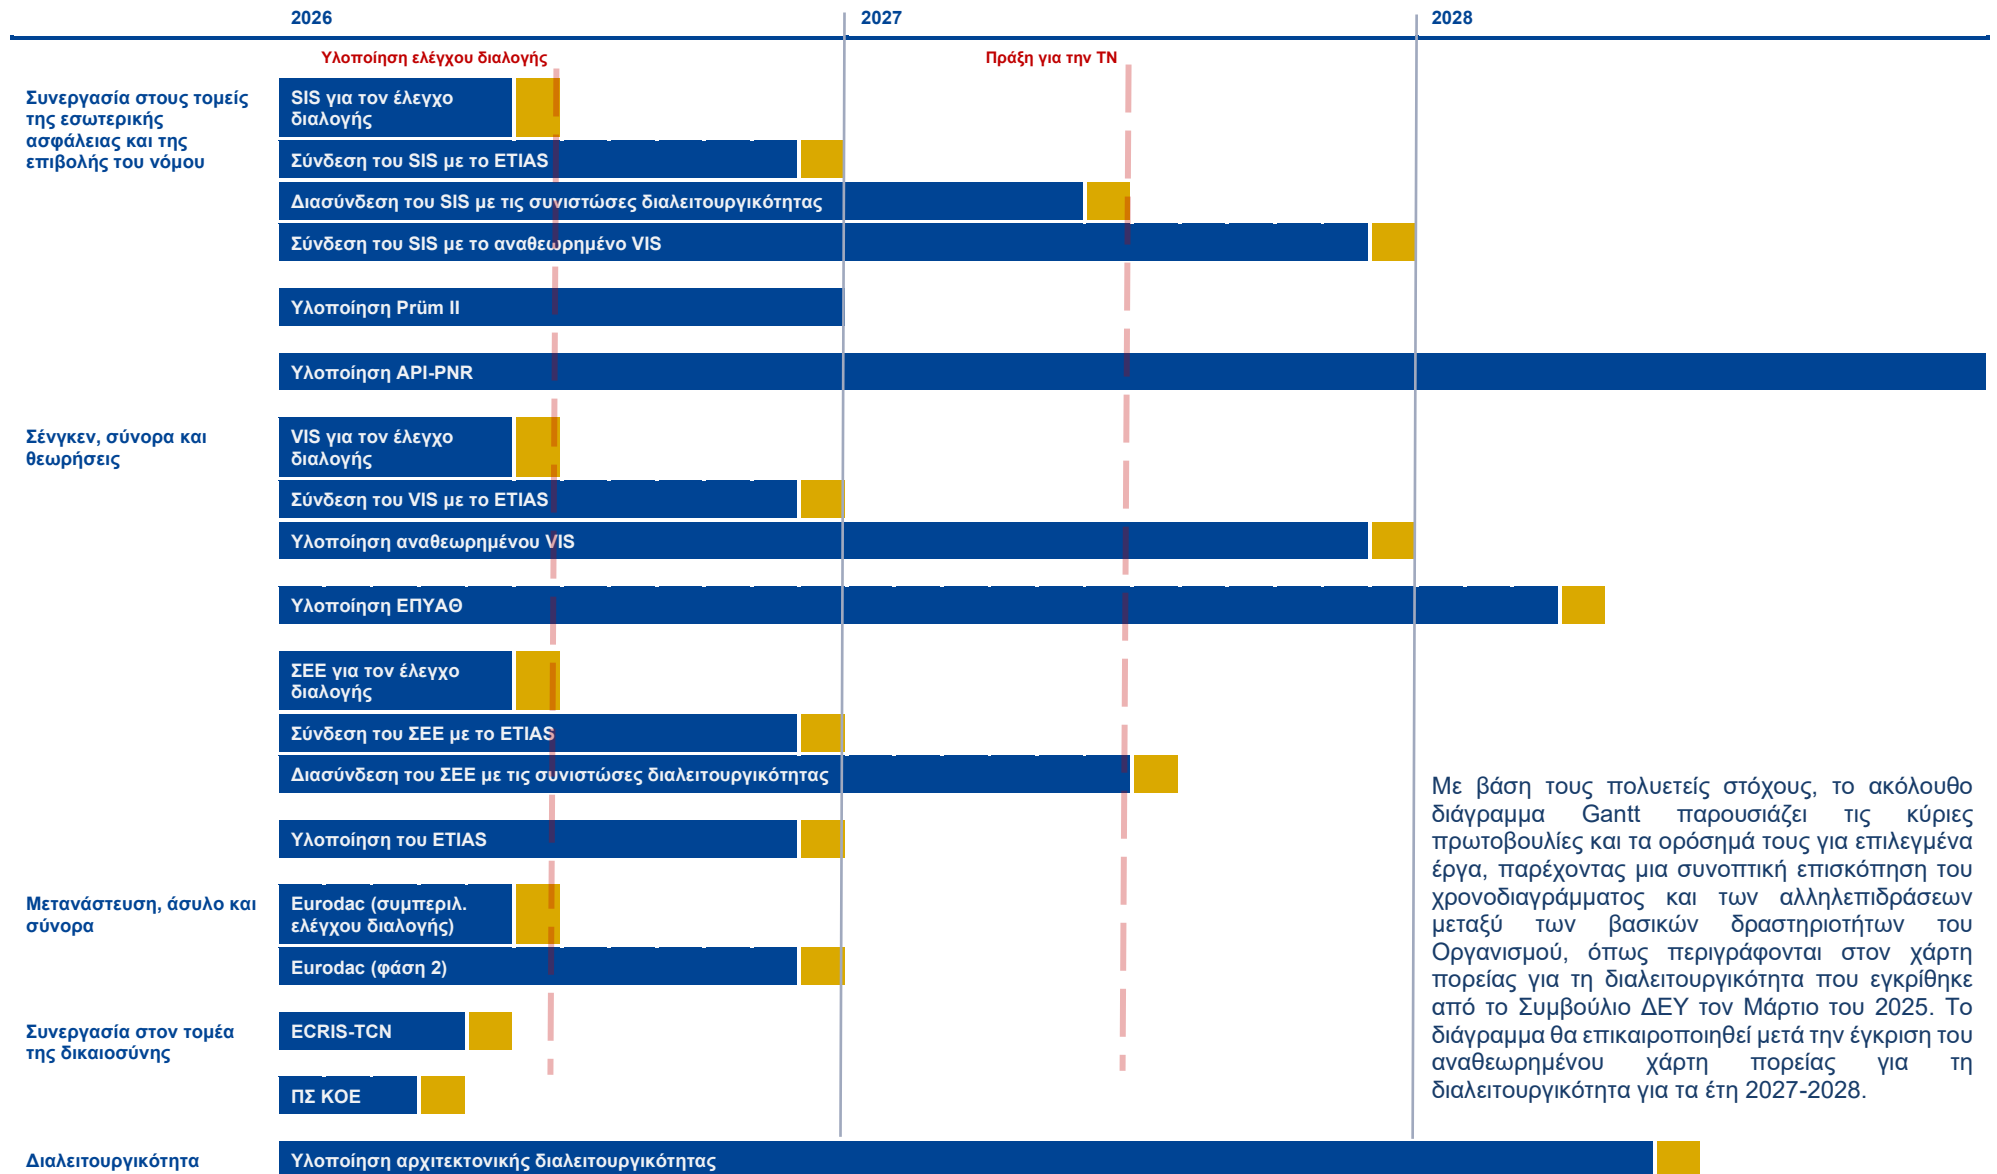 2026
2027
2028
Υλοποίηση ελέγχου διαλογής
Πράξη για την ΤΝ
Συνεργασία στους τομείς
της εσωτερικής
ασφάλειας και της
επιβολής του νόμου
SIS για τον έλεγχο
διαλογής
Σύνδεση του SIS με το ETIAS
Διασύνδεση του SIS με τις συνιστώσες διαλειτουργικότητας
Σύνδεση του SIS με το αναθεωρημένο VIS
Υλοποίηση Prüm II
Υλοποίηση API-PNR
Σένγκεν, σύνορα και
θεωρήσεις
VIS για τον έλεγχο
διαλογής
Σύνδεση του VIS με το ETIAS
Υλοποίηση αναθεωρημένου VIS
Υλοποίηση ΕΠΥΑΘ
ΣΕΕ για τον έλεγχο
διαλογής
Σύνδεση του ΣΕΕ με το ETIAS
Διασύνδεση του ΣΕΕ με τις συνιστώσες διαλειτουργικότητας
Υλοποίηση του ETIAS
Μετανάστευση, άσυλο και
σύνορα
Eurodac (συμπεριλ.
ελέγχου διαλογής)
Eurodac (φάση 2)
Συνεργασία στον τομέα
της δικαιοσύνης
ECRIS-TCN
ΠΣ ΚΟΕ
Διαλειτουργικότητα
Υλοποίηση αρχιτεκτονικής διαλειτουργικότητας
Με βάση τους πολυετείς στόχους, το ακόλουθο
διάγραμμα Gantt παρουσιάζει τις κύριες
πρωτοβουλίες και τα ορόσημά τους για επιλεγμένα
έργα, παρέχοντας μια συνοπτική επισκόπηση του
χρονοδιαγράμματος και των αλληλεπιδράσεων
μεταξύ των βασικών δραστηριοτήτων του
Οργανισμού, όπως περιγράφονται στον χάρτη
πορείας για τη διαλειτουργικότητα που εγκρίθηκε
από το Συμβούλιο ΔΕΥ τον Μάρτιο του 2025. Το
διάγραμμα θα επικαιροποιηθεί μετά την έγκριση του
αναθεωρημένου χάρτη πορείας για τη
διαλειτουργικότητα για τα έτη 2027-2028.